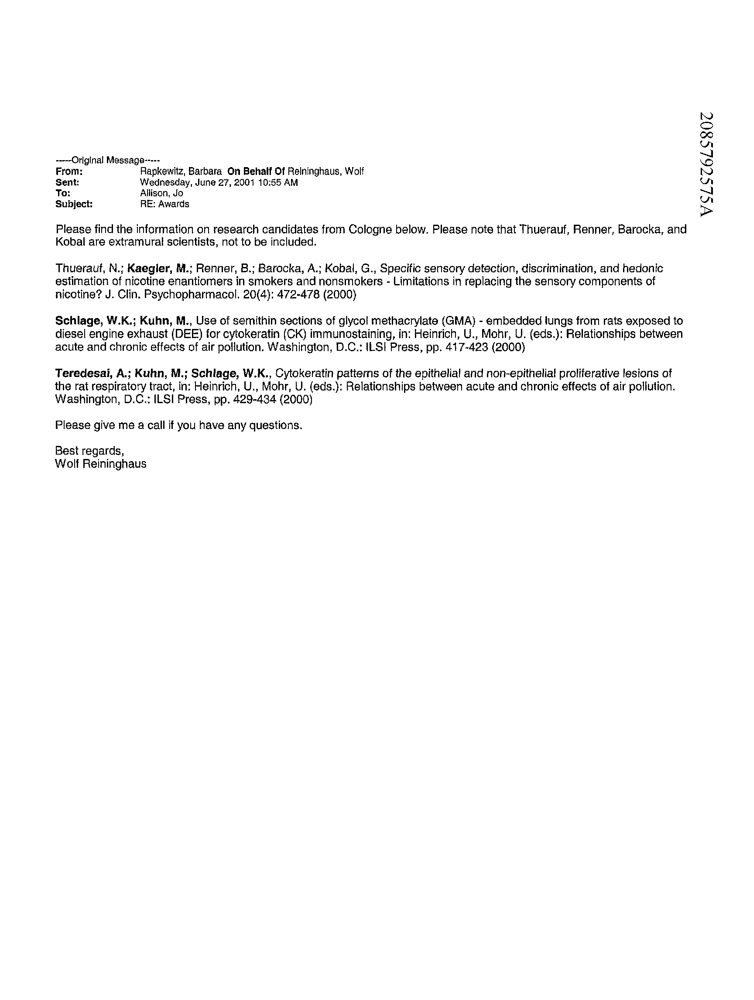 2085792575A
-----Original Message-----
From: Rapkewitz, Barbara On Behalf Of Reininghaus, Wolf
Sent: Wednesday, June 27, 2001 10:55 AM
To: Allison, Jo
Subject: RE: Awards
Please find the information on research candidates from Cologne below. Please note that Thuerauf, Renner, Barocka, and
Kobal are extramural scientists, not to be included.
Thuerauf, N.; Kaegler, M.; Renner, B.; Barocka, A.; Kobal, G., Specific sensory detection, discrimination, and hedonic
estimation of nicotine enantiomers in smokers and nonsmokers - Limitations in replacing the sensory components of
nicotine? J. Clin. Psychopharmacol. 20(4): 472-478 (2000)
Schlage, W.K.; Kuhn, M., Use of semithin sections of glycol methacrylate (GMA) - embedded lungs from rats exposed to
diesel engine exhaust (DEE) for cytokeratin (CK) immunostaining, in: Heinrich, U., Mohr, U. (eds.): Relationships between
acute and chronic effects of air pollution. Washington, D.C.: ILSI Press, pp. 417-423 (2000)
Teredesai, A.; Kuhn, M.; Schlage, W.K., Cytokeratin patterns of the epithelial and non-epithelial proliferative lesions of
the rat respiratory tract, in: Heinrich, U., Mohr, U. (eds.): Relationships between acute and chronic effects of air pollution.
Washington, D.C.: ILSI Press, pp. 429-434 (2000)
Please give me a call if you have any questions.
Best regards,
Wolf Reininghaus